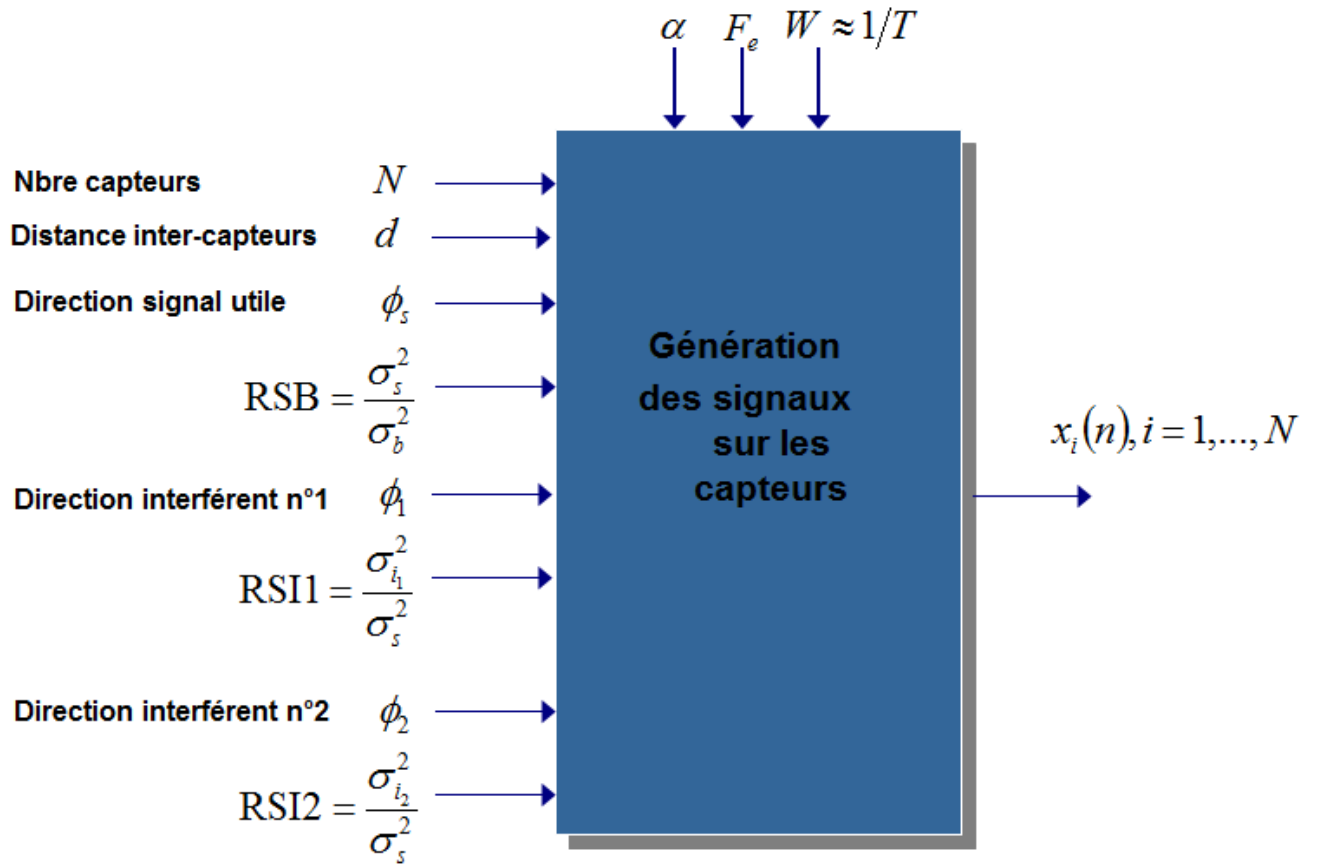 α F_e W ≈ 1/T
Nbre capteurs N
Distance inter-capteurs d
Direction signal utile ϕ_s
RSB = σ_s^2 / σ_b^2
Direction interférent n°1 ϕ_1
RSI1 = σ_{i_1}^2 / σ_s^2
Direction interférent n°2 ϕ_2
RSI2 = σ_{i_2}^2 / σ_s^2
Génération
des signaux
sur les
capteurs
x_i(n), i = 1,..., N